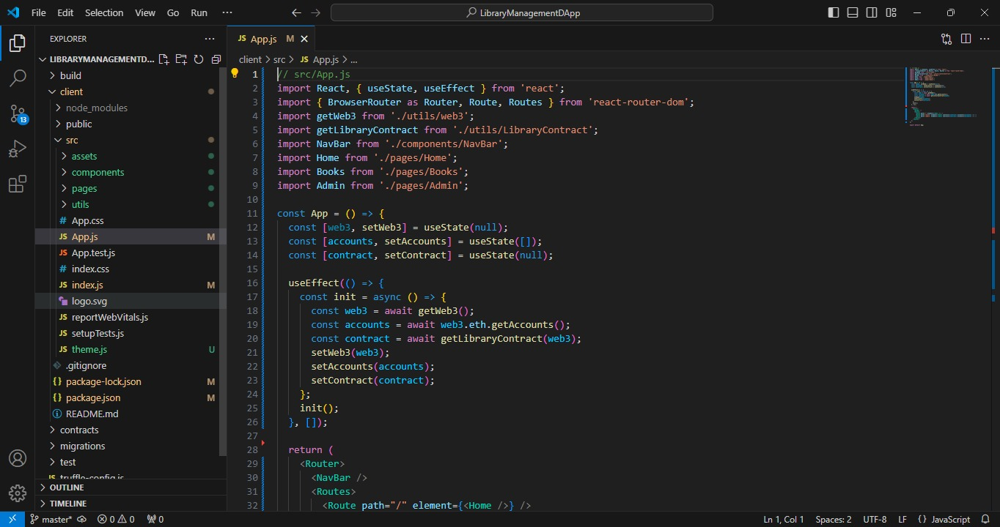 File Edit Selection View Go Run ··· LibraryManagementDApp
EXPLORER
LIBRARYMANAGEMENTD...
build
client
node_modules
public
src
assets
components
pages
utils
# App.css
JS App.js M
JS App.test.js
# index.css
JS index.js M
logo.svg
JS reportWebVitals.js
JS setupTests.js
JS theme.js U
.gitignore
{} package-lock.json M
{} package.json M
README.md
contracts
migrations
test
JS truffle-config.js
OUTLINE
TIMELINE
13
JS App.js M
client > src > JS App.js > ...
1 // src/App.js
2 import React, { useState, useEffect } from 'react';
3 import { BrowserRouter as Router, Route, Routes } from 'react-router-dom';
4 import getWeb3 from './utils/web3';
5 import getLibraryContract from './utils/LibraryContract';
6 import NavBar from './components/NavBar';
7 import Home from './pages/Home';
8 import Books from './pages/Books';
9 import Admin from './pages/Admin';
10
11 const App = () => {
12 const [web3, setWeb3] = useState(null);
13 const [accounts, setAccounts] = useState([]);
14 const [contract, setContract] = useState(null);
15
16 useEffect(() => {
17 const init = async () => {
18 const web3 = await getWeb3();
19 const accounts = await web3.eth.getAccounts();
20 const contract = await getLibraryContract(web3);
21 setWeb3(web3);
22 setAccounts(accounts);
23 setContract(contract);
24 };
25 init();
26 }, []);
27
28 return (
29 <Router>
30 <NavBar />
31 <Routes>
32 <Route path="/" element={<Home />} />
master* 0 0 0 Ln 1, Col 1 Spaces: 2 UTF-8 LF {} JavaScript